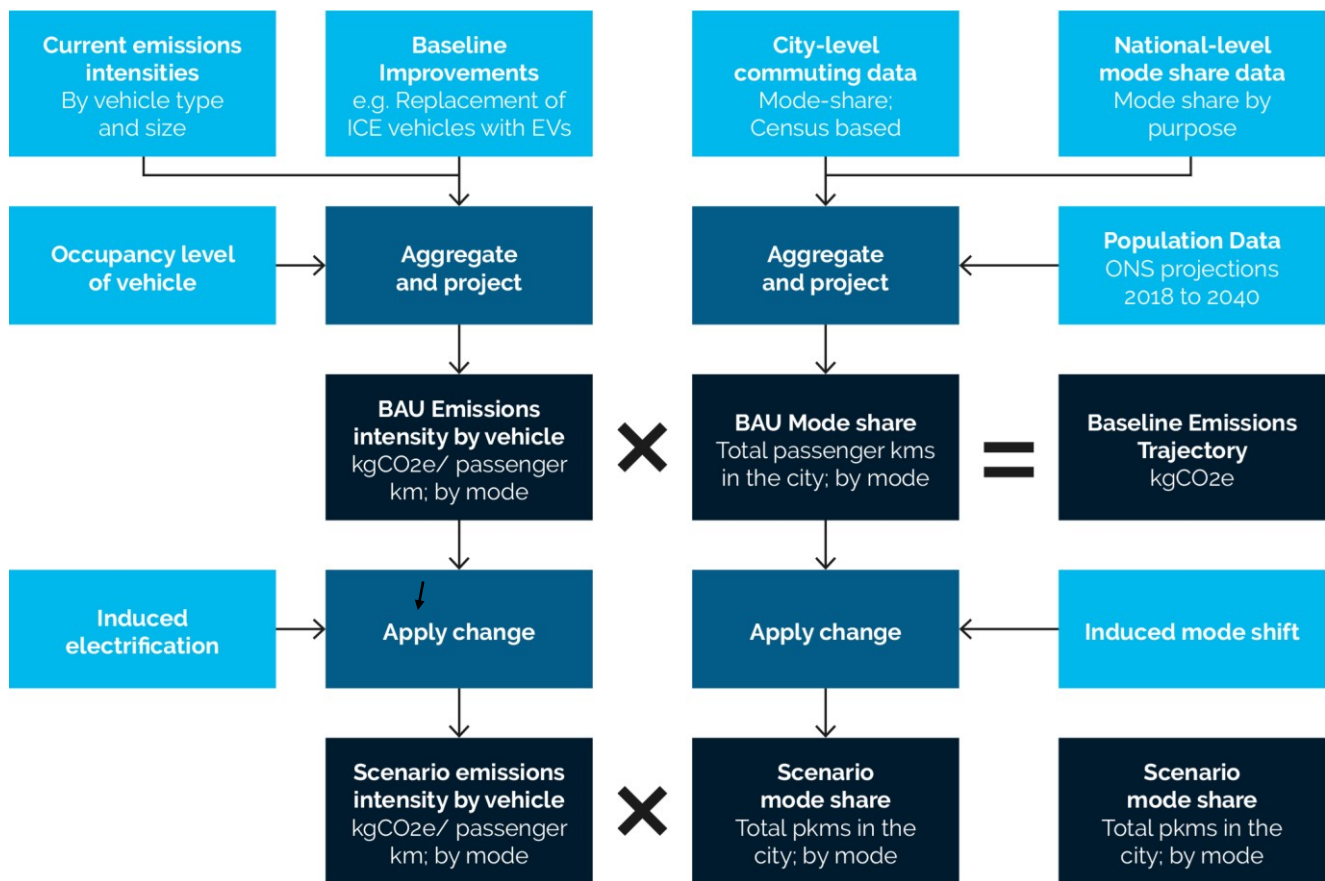 Current emissions
intensities
By vehicle type
and size
Baseline
Improvements
e.g. Replacement of
ICE vehicles with EVs
City-level
commuting data
Mode-share;
Census based
National-level
mode share data
Mode share by
purpose
Occupancy level
of vehicle
Aggregate
and project
Aggregate
and project
Population Data
ONS projections
2018 to 2040
BAU Emissions
intensity by vehicle
kgCO2e/ passenger
km; by mode
×
BAU Mode share
Total passenger kms
in the city; by mode
=
Baseline Emissions
Trajectory
kgCO2e
Induced
electrification
Apply change
Apply change
Induced mode shift
Scenario emissions
intensity by vehicle
kgCO2e/ passenger
km; by mode
×
Scenario
mode share
Total pkms in the
city; by mode
Scenario
mode share
Total pkms in the
city; by mode